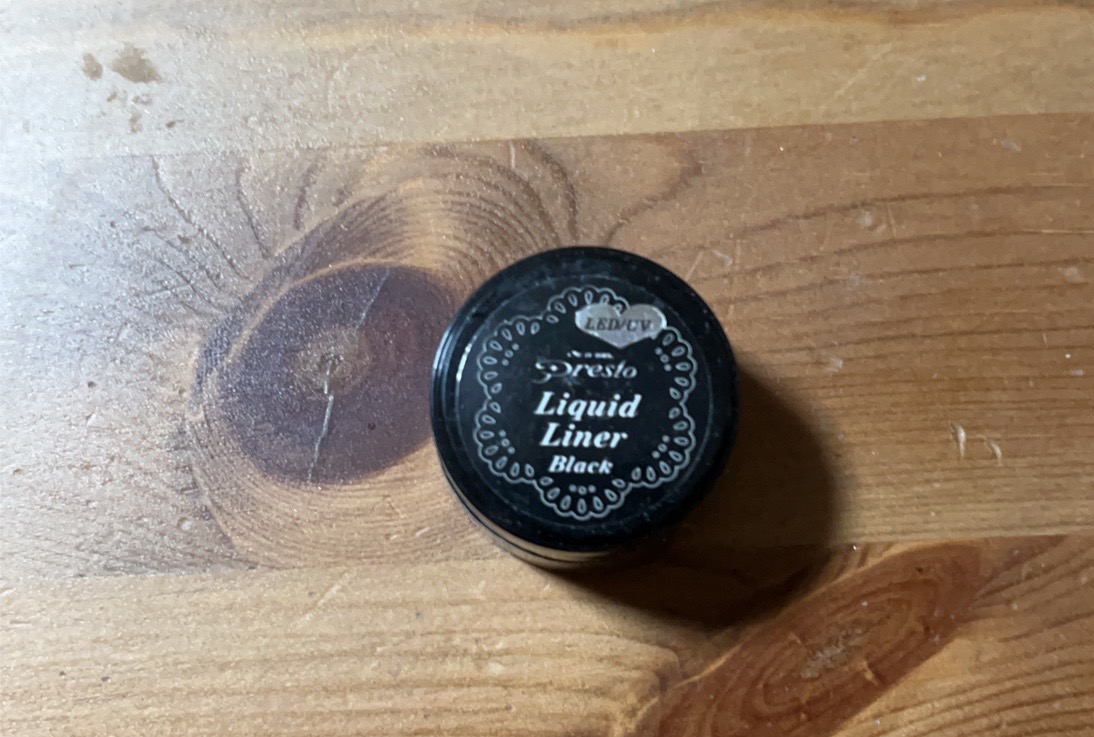 LED/UV
Presto
Liquid
Liner
Black